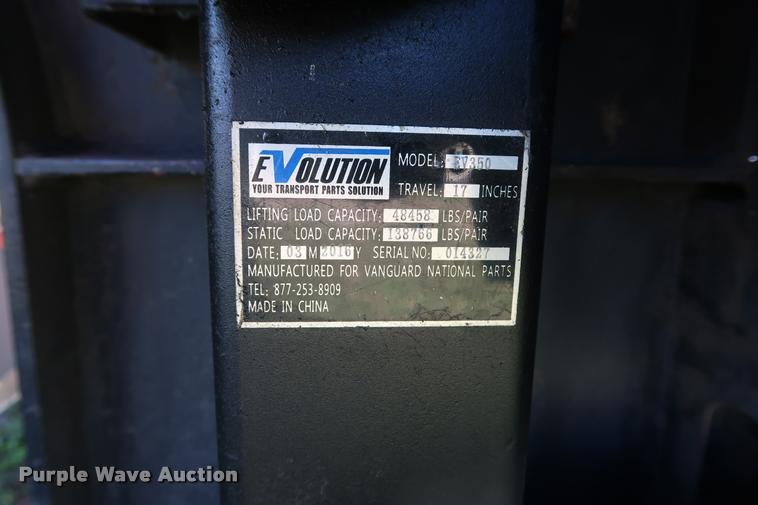 EVOLUTION
YOUR TRANSPORT PARTS SOLUTION
MODEL: EV350
TRAVEL: 17 INCHES
LIFTING LOAD CAPACITY: 48458 LBS/PAIR
STATIC LOAD CAPACITY: 138766 LBS/PAIR
DATE: 03 M 2016 Y SERIAL NO: 014327
MANUFACTURED FOR VANGUARD NATIONAL PARTS
TEL: 877-253-8909
MADE IN CHINA
Purple Wave Auction